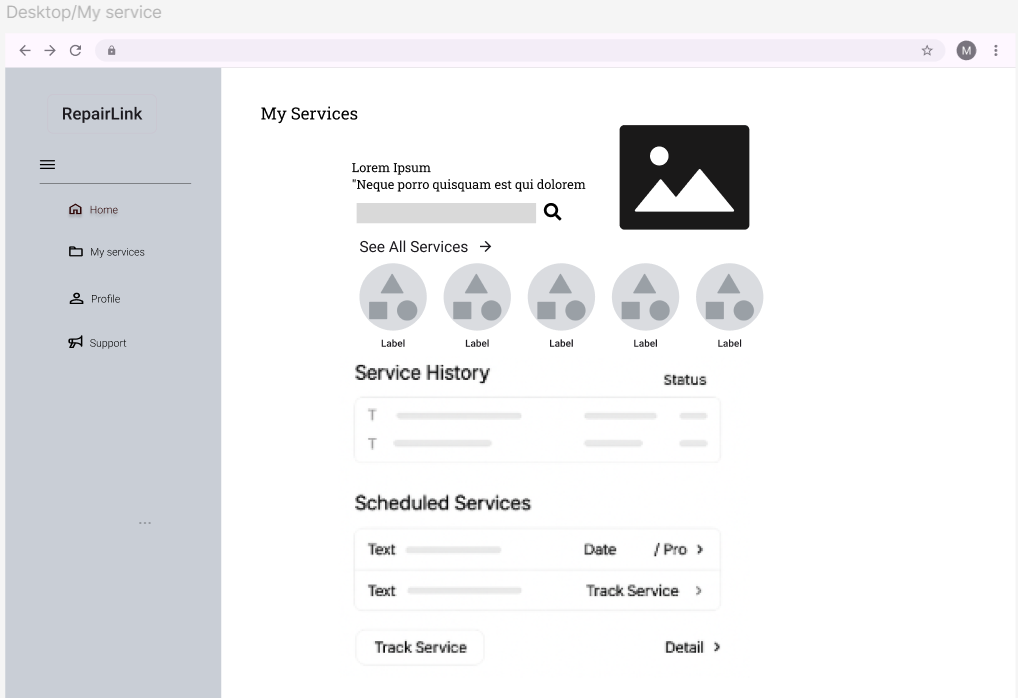 Desktop/My service
M
RepairLink
My Services
Lorem Ipsum
"Neque porro quisquam est qui dolorem
Home
My services
Profile
Support
...
See All Services
Label Label Label Label Label
Service History Status
T
T
Scheduled Services
Text Date / Pro
Text Track Service
Track Service Detail